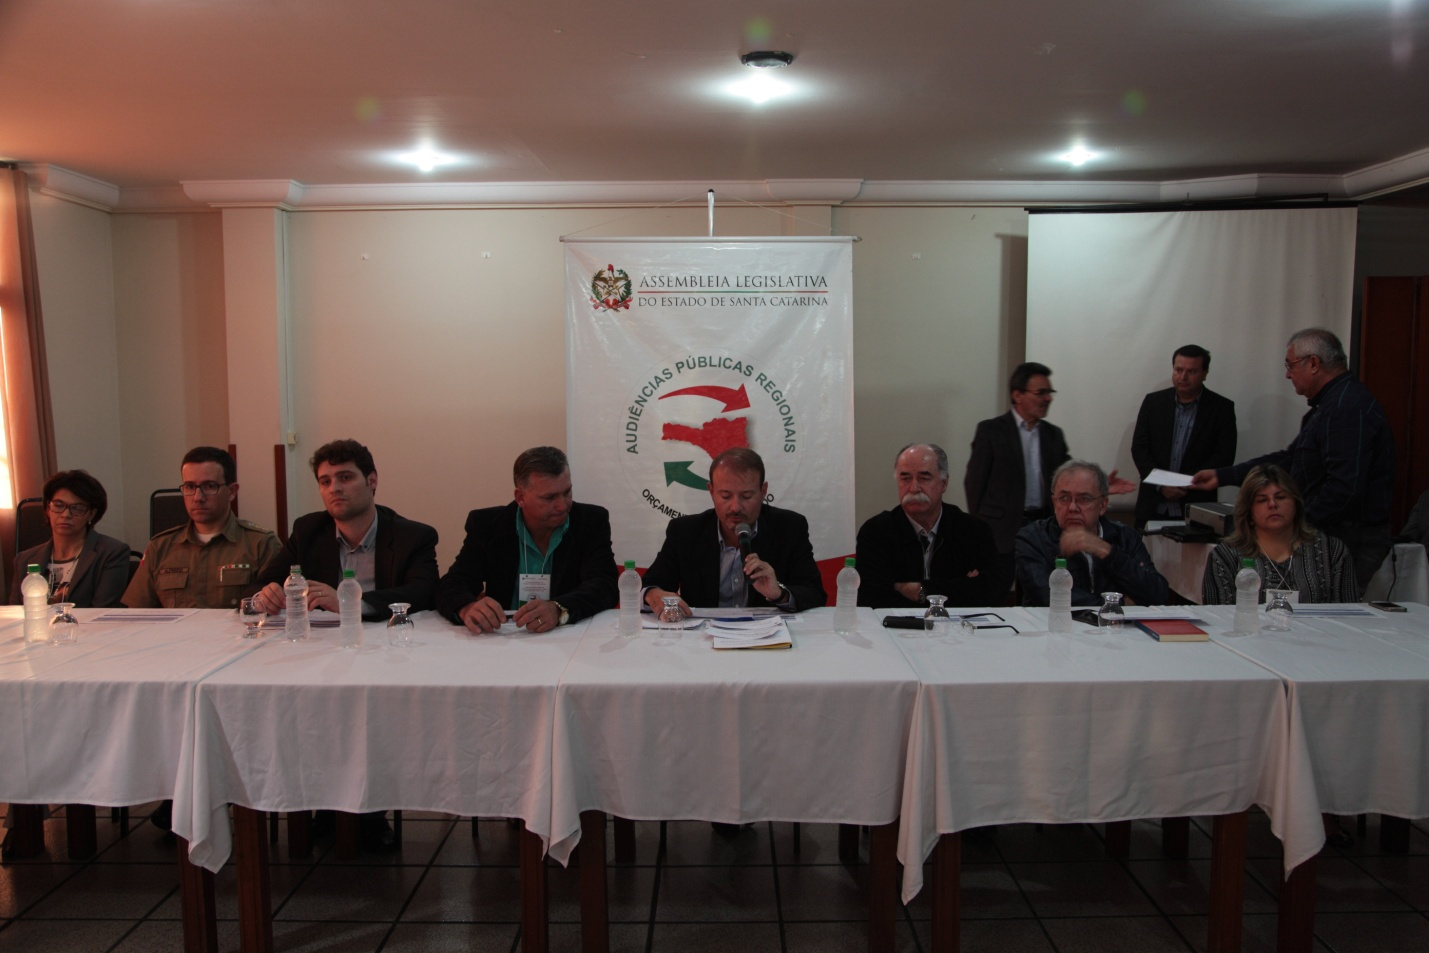 ASSEMBLEIA LEGISLATIVA
DO ESTADO DE SANTA CATARINA
AUDIÊNCIAS PÚBLICAS REGIONAIS